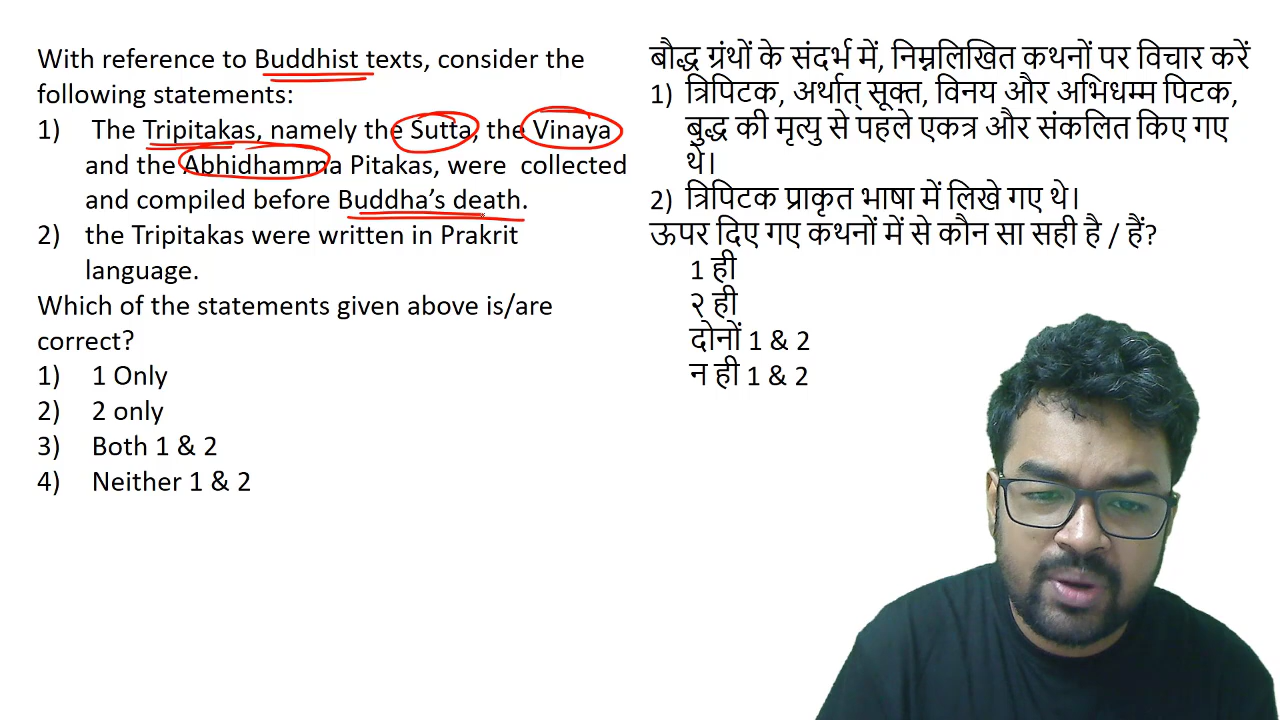 With reference to Buddhist texts, consider the
following statements:
1) The Tripitakas, namely the Sutta, the Vinaya
and the Abhidhamma Pitakas, were collected
and compiled before Buddha’s death.
2) the Tripitakas were written in Prakrit
language.
Which of the statements given above is/are
correct?
1) 1 Only
2) 2 only
3) Both 1 & 2
4) Neither 1 & 2
बौद्ध ग्रंथों के संदर्भ में, निम्नलिखित कथनों पर विचार करें
1) त्रिपिटक, अर्थात् सूक्त, विनय और अभिधम्म पिटक,
बुद्ध की मृत्यु से पहले एकत्र और संकलित किए गए
थे।
2) त्रिपिटक प्राकृत भाषा में लिखे गए थे।
ऊपर दिए गए कथनों में से कौन सा सही है / हैं?
1 ही
२ ही
दोनों 1 & 2
न ही 1 & 2